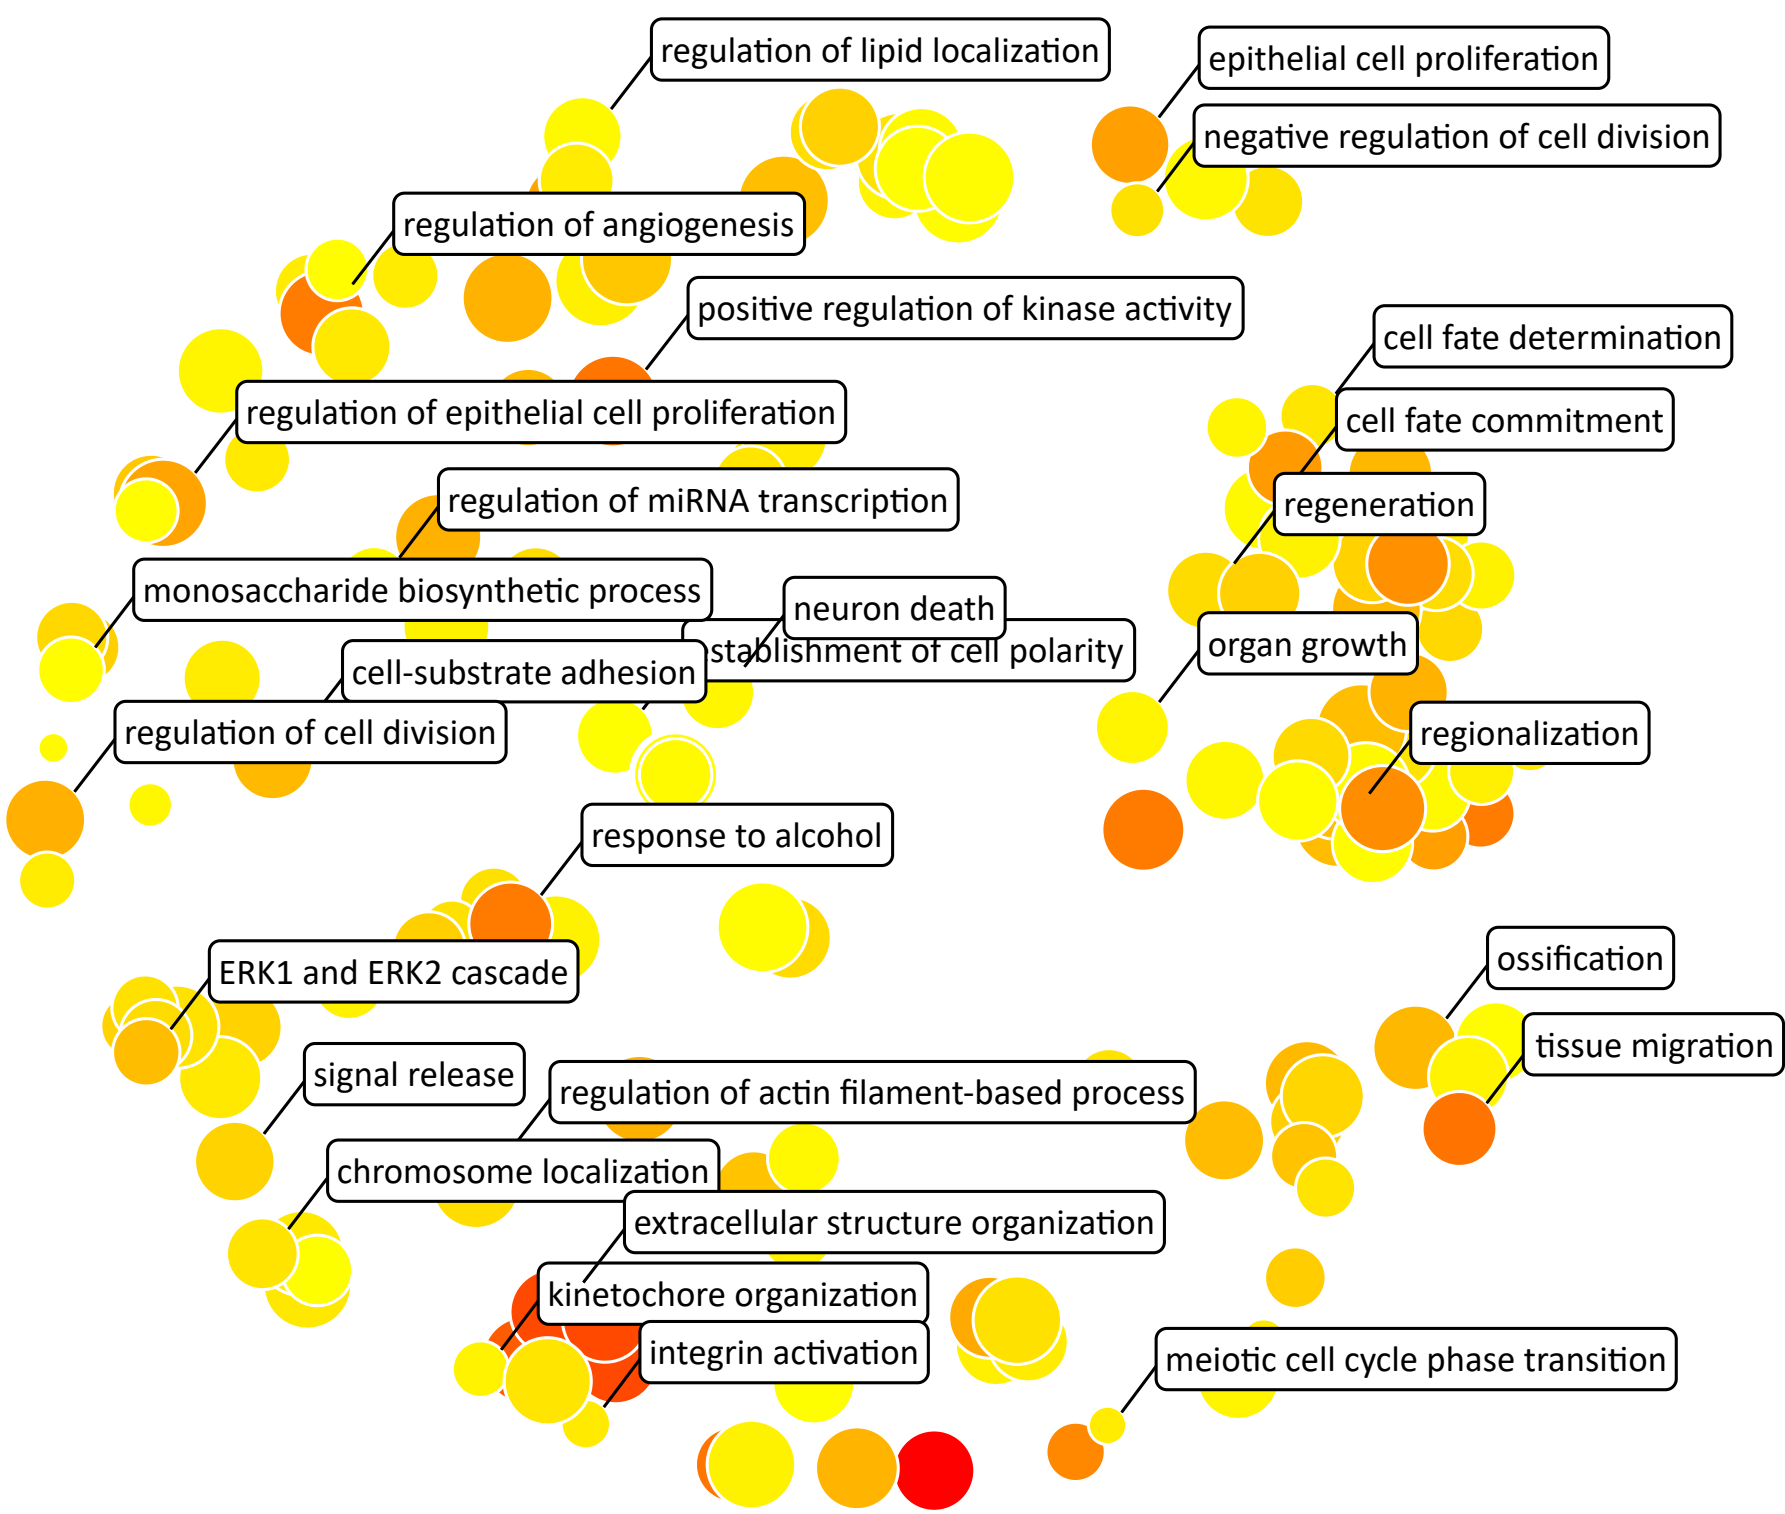 regulation of lipid localization
epithelial cell proliferation
negative regulation of cell division
regulation of angiogenesis
positive regulation of kinase activity
cell fate determination
regulation of epithelial cell proliferation
cell fate commitment
regulation of miRNA transcription
regeneration
monosaccharide biosynthetic process
neuron death
stablishment of cell polarity
organ growth
cell-substrate adhesion
regulation of cell division
regionalization
response to alcohol
ERK1 and ERK2 cascade
ossification
tissue migration
signal release
regulation of actin filament-based process
chromosome localization
extracellular structure organization
kinetochore organization
integrin activation
meiotic cell cycle phase transition